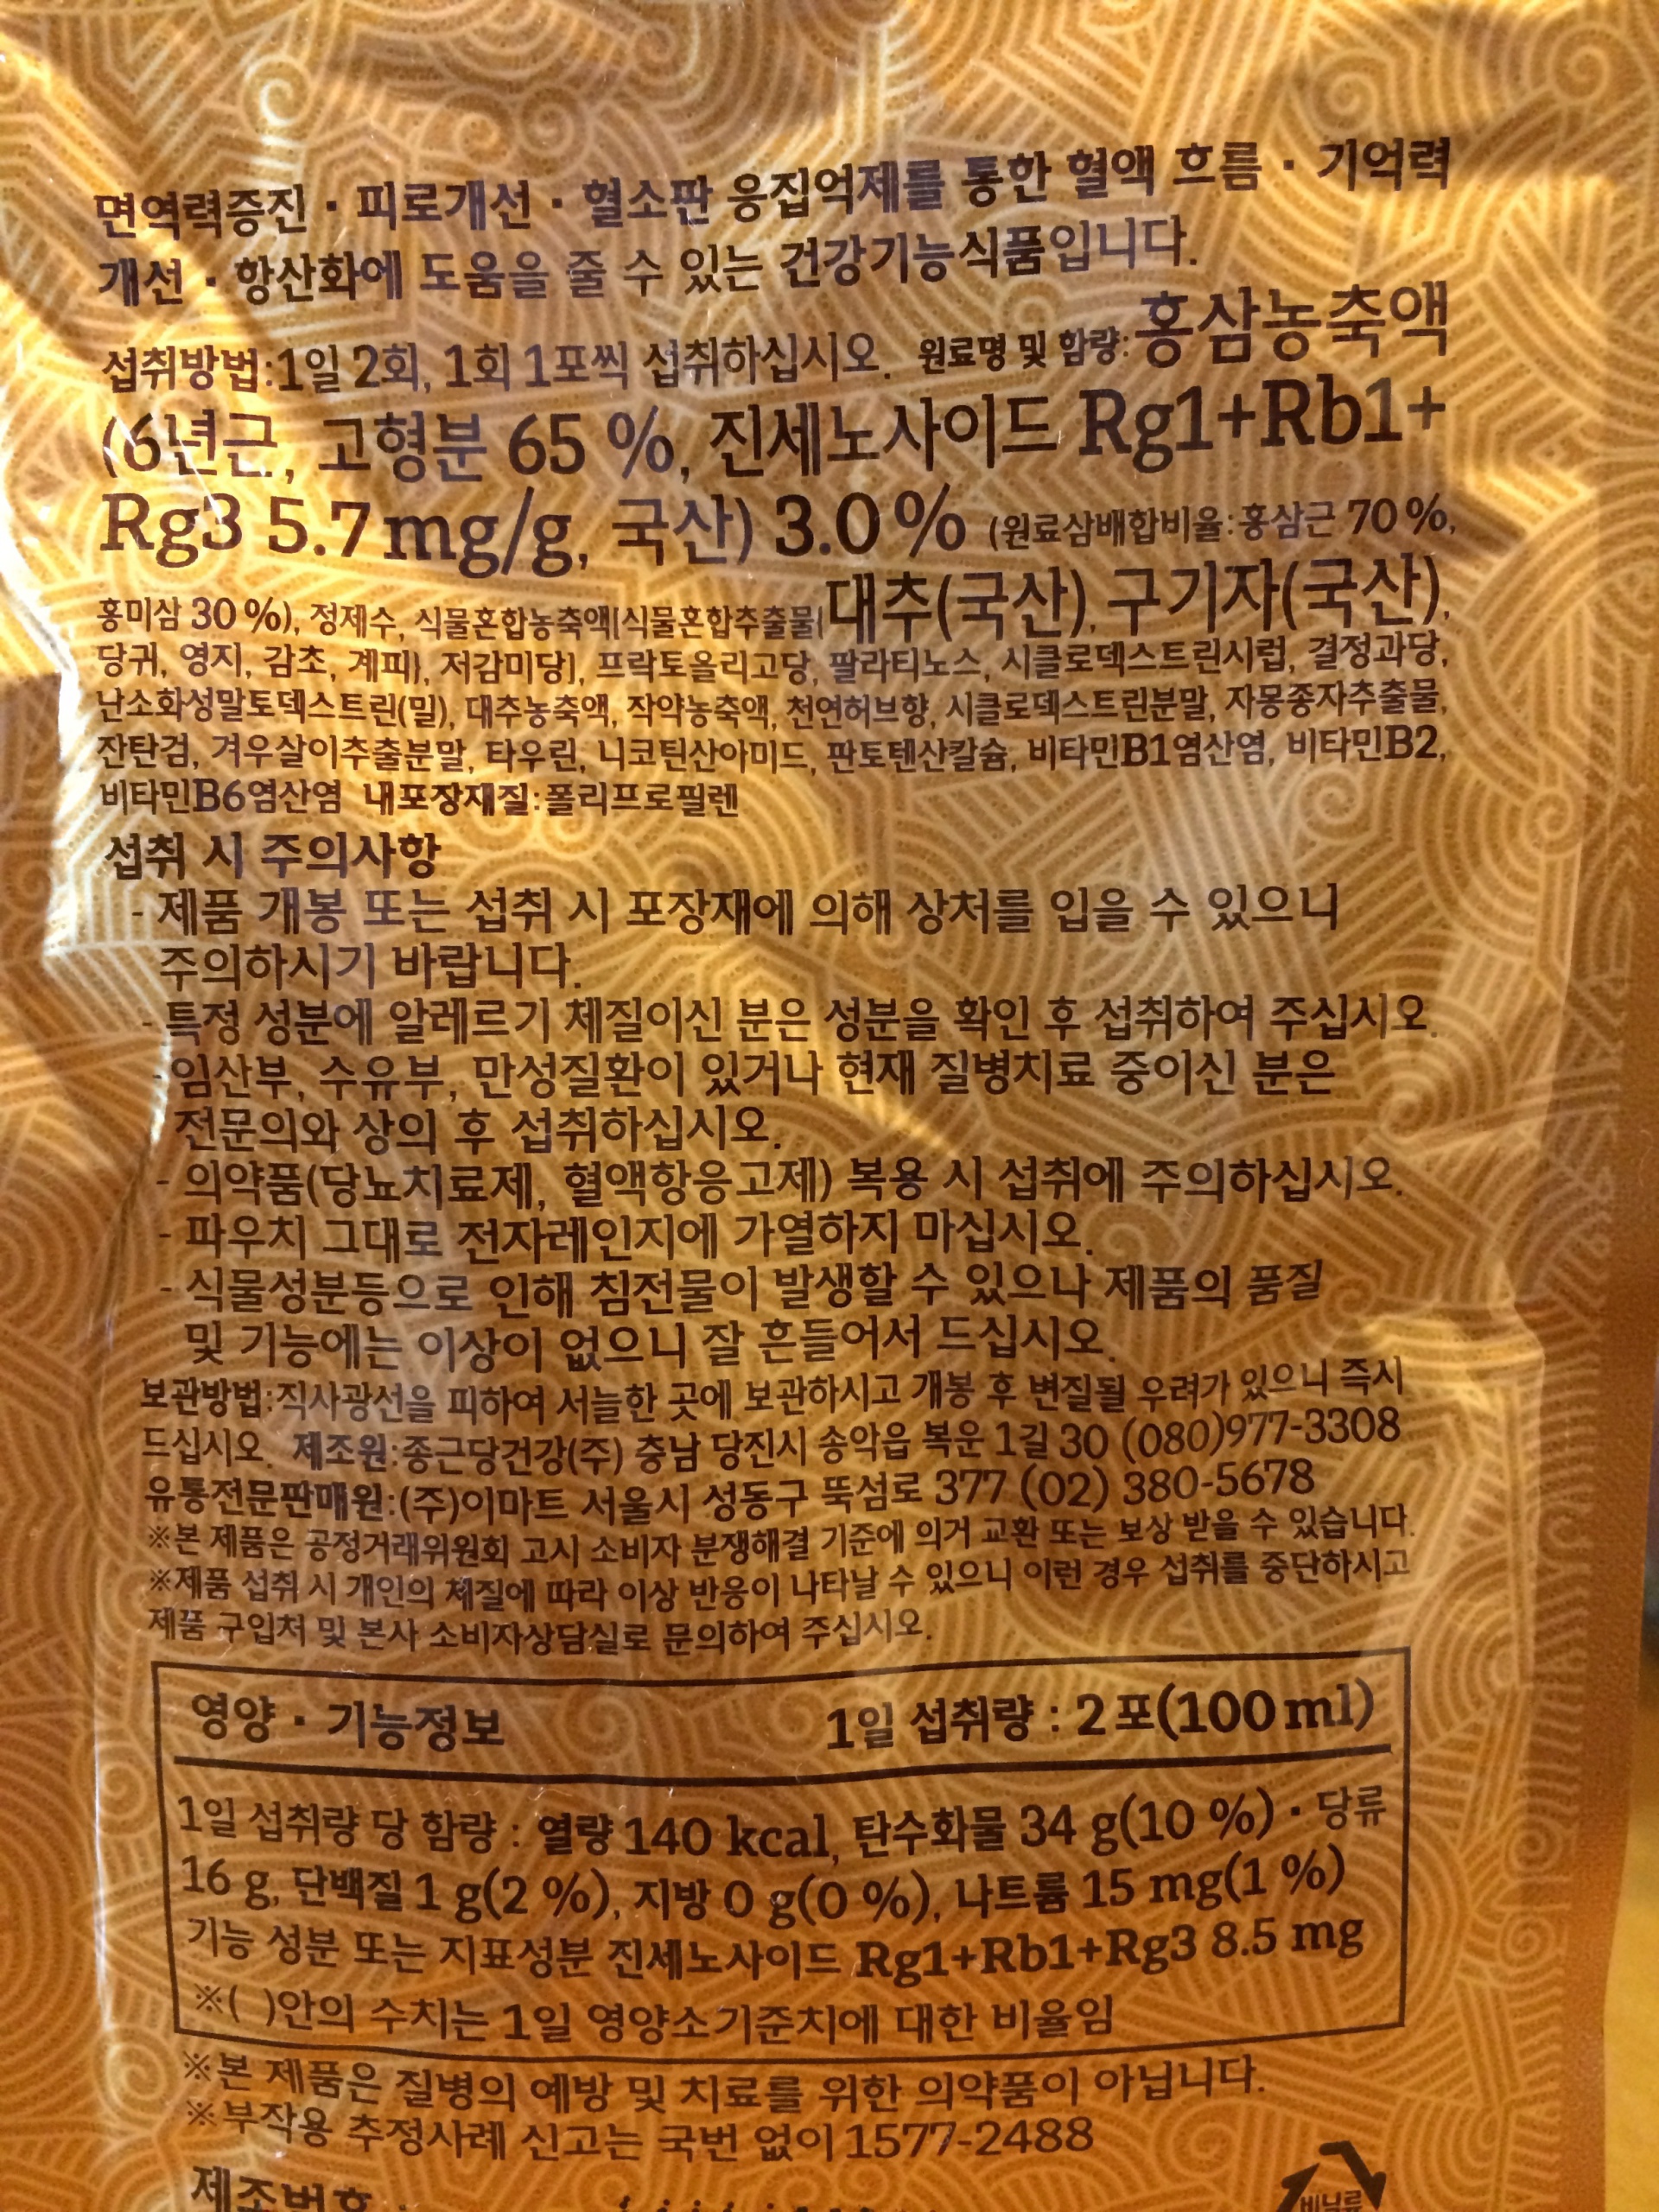 면역력증진 · 피로개선 · 혈소판 응집억제를 통한 혈액 흐름 · 기억력
개선 · 항산화에 도움을 줄 수 있는 건강기능식품입니다.
섭취방법:1일 2회, 1회 1포씩 섭취하십시오. 원료명 및 함량:홍삼농축액
(6년근, 고형분 65 %, 진세노사이드 Rg1+Rb1+
Rg3 5.7 mg/g, 국산) 3.0 % (원료삼배합비율:홍삼근 70 %,
홍미삼 30 %), 정제수, 식물혼합농축액[식물혼합추출물{대추(국산), 구기자(국산),
당귀, 영지, 감초, 계피}, 저감미당], 프락토올리고당, 팔라티노스, 시클로덱스트린시럽, 결정과당,
난소화성말토덱스트린(밀), 대추농축액, 작약농축액, 천연허브향, 시클로덱스트린분말, 자몽종자추출물,
잔탄검, 겨우살이추출분말, 타우린, 니코틴산아미드, 판토텐산칼슘, 비타민B1염산염, 비타민B2,
비타민B6염산염 내포장재질:폴리프로필렌
섭취 시 주의사항
- 제품 개봉 또는 섭취 시 포장재에 의해 상처를 입을 수 있으니
주의하시기 바랍니다.
- 특정 성분에 알레르기 체질이신 분은 성분을 확인 후 섭취하여 주십시오.
- 임산부, 수유부, 만성질환이 있거나 현재 질병치료 중이신 분은
전문의와 상의 후 섭취하십시오.
- 의약품(당뇨치료제, 혈액항응고제) 복용 시 섭취에 주의하십시오.
- 파우치 그대로 전자레인지에 가열하지 마십시오.
- 식물성분등으로 인해 침전물이 발생할 수 있으나 제품의 품질
및 기능에는 이상이 없으니 잘 흔들어서 드십시오.
보관방법:직사광선을 피하여 서늘한 곳에 보관하시고 개봉 후 변질될 우려가 있으니 즉시
드십시오. 제조원:종근당건강(주) 충남 당진시 송악읍 복운 1길 30 (080)977-3308
유통전문판매원:(주)이마트 서울시 성동구 뚝섬로 377 (02) 380-5678
※본 제품은 공정거래위원회 고시 소비자 분쟁해결 기준에 의거 교환 또는 보상 받을 수 있습니다.
※제품 섭취 시 개인의 체질에 따라 이상 반응이 나타날 수 있으니 이런 경우 섭취를 중단하시고
제품 구입처 및 본사 소비자상담실로 문의하여 주십시오.
영양 · 기능정보 1일 섭취량 : 2 포(100 ml)
1일 섭취량 당 함량 : 열량 140 kcal, 탄수화물 34 g(10 %) · 당류
16 g, 단백질 1 g(2 %), 지방 0 g(0 %), 나트륨 15 mg(1 %)
기능 성분 또는 지표성분 진세노사이드 Rg1+Rb1+Rg3 8.5 mg
※( )안의 수치는 1일 영양소기준치에 대한 비율임
※본 제품은 질병의 예방 및 치료를 위한 의약품이 아닙니다.
※부작용 추정사례 신고는 국번 없이 1577-2488
제조번호 :
비닐류